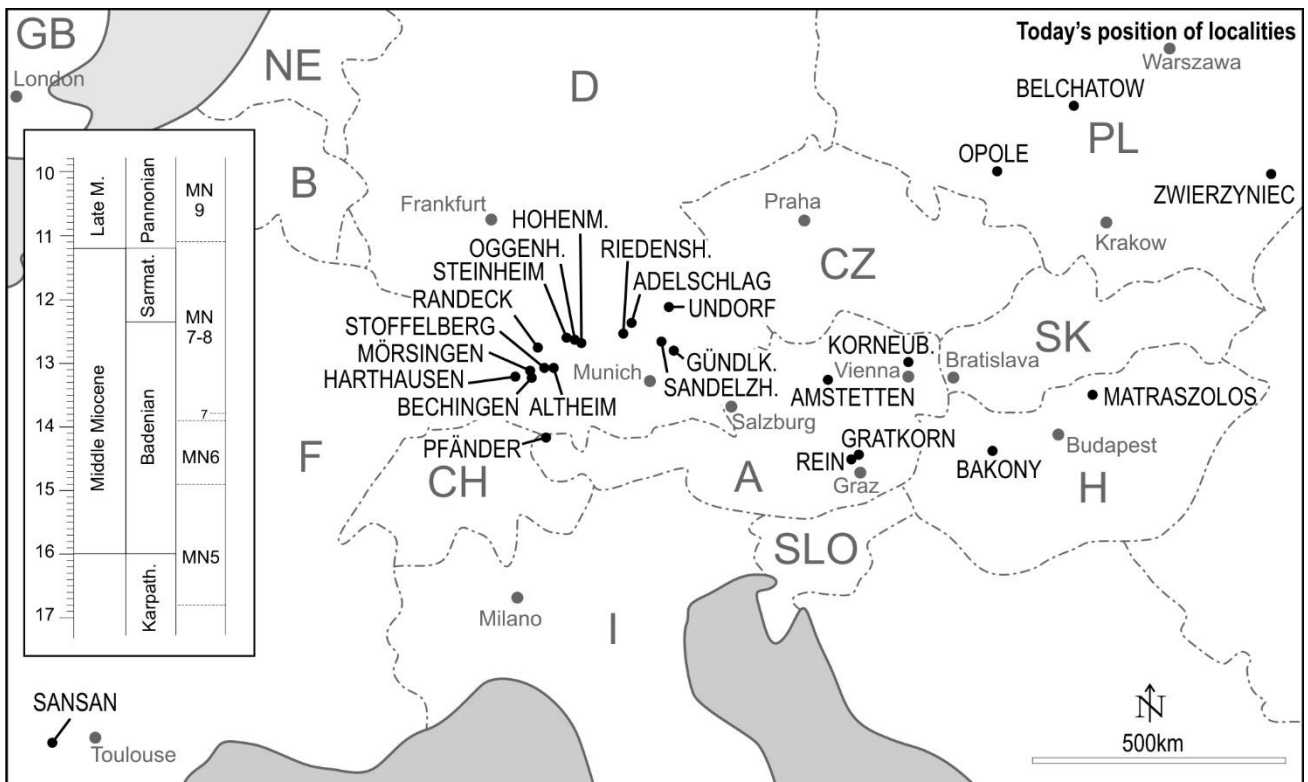 GB
London
NE
D
Today's position of localities
Warszawa
BELCHATOW
PL
OPOLE
ZWIERZYNIEC
Krakow
B
Frankfurt
Praha
CZ
HOHENM.
OGGENH.
STEINHEIM
RANDECK
STOFFELBERG
MÖRSINGEN
HARTHAUSEN
BECHINGEN
ALTHEIM
RIEDENSH.
ADELSCHLAG
UNDORF
GÜNDLK.
SANDELZH.
Munich
Salzburg
KORNEUB.
Vienna
AMSTETTEN
Bratislava
SK
MATRASZOLOS
Budapest
BAKONY
H
GRATKORN
REIN
Graz
A
SLO
PFÄNDER
CH
F
Milano
I
SANSAN
Toulouse
N
500km
10
11
12
13
14
15
16
17
Late M.
Middle Miocene
Pannonian
Sarmat.
Badenian
Karpath.
MN
9
MN
7-8
7
MN6
MN5